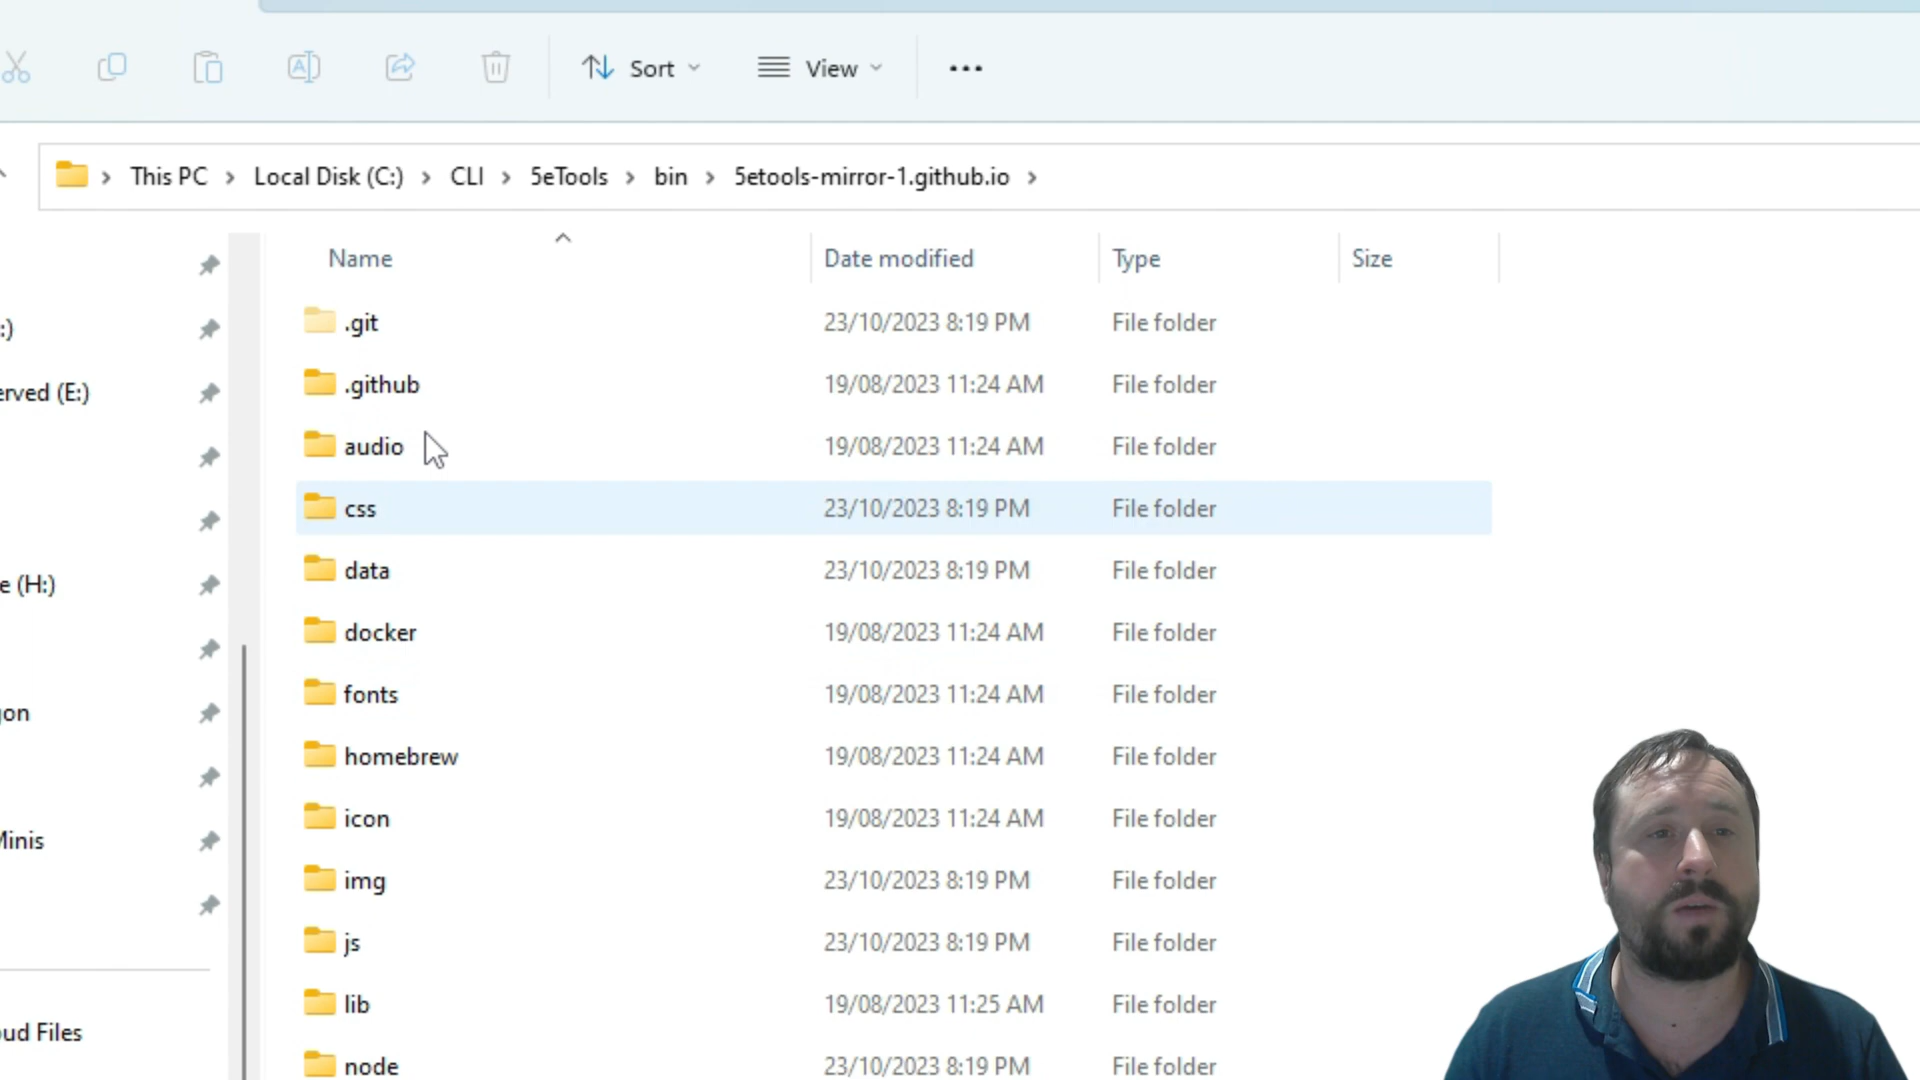 Sort View
This PC Local Disk (C:) CLI 5eTools bin 5etools-mirror-1.github.io
Name Date modified Type Size
.git 23/10/2023 8:19 PM File folder
:)
.github 19/08/2023 11:24 AM File folder
erved (E:)
audio 19/08/2023 11:24 AM File folder
css 23/10/2023 8:19 PM File folder
data 23/10/2023 8:19 PM File folder
e (H:)
docker 19/08/2023 11:24 AM File folder
fonts 19/08/2023 11:24 AM File folder
gon
homebrew 19/08/2023 11:24 AM File folder
icon 19/08/2023 11:24 AM File folder
Minis
img 23/10/2023 8:19 PM File folder
js 23/10/2023 8:19 PM File folder
lib 19/08/2023 11:25 AM File folder
oud Files
node 23/10/2023 8:19 PM File folder